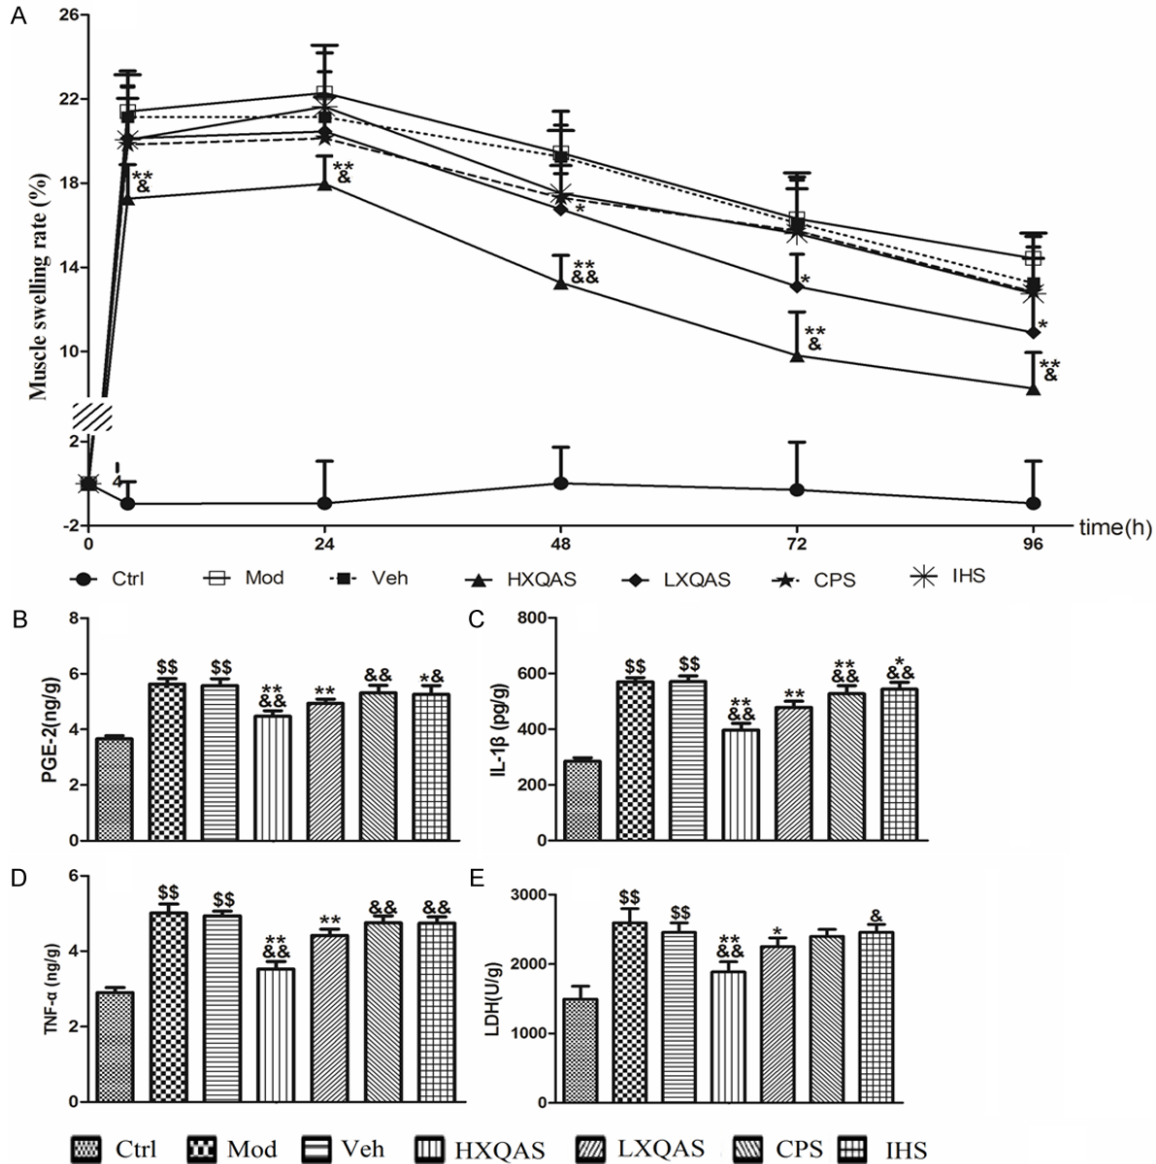 A
26
22
18
14
10
2
-2
Muscle swelling rate (%)
**
&
**
&
*
**
&&
*
**
&
*
**
&
4
0
24
48
72
96
time(h)
Ctrl
Mod
Veh
HXQAS
LXQAS
CPS
IHS
B
8
6
4
2
0
PGE-2(ng/g)
$$
$$
**
&&
**
&&
*&
C
800
600
400
200
0
IL-1β (pg/g)
$$
$$
**
&&
**
**
&&
*
&&
D
6
4
2
0
TNF-α (ng/g)
$$
$$
**
&&
**
&&
&&
E
3000
2000
1000
0
LDH(U/g)
$$
$$
**
&&
*
&
Ctrl
Mod
Veh
HXQAS
LXQAS
CPS
IHS